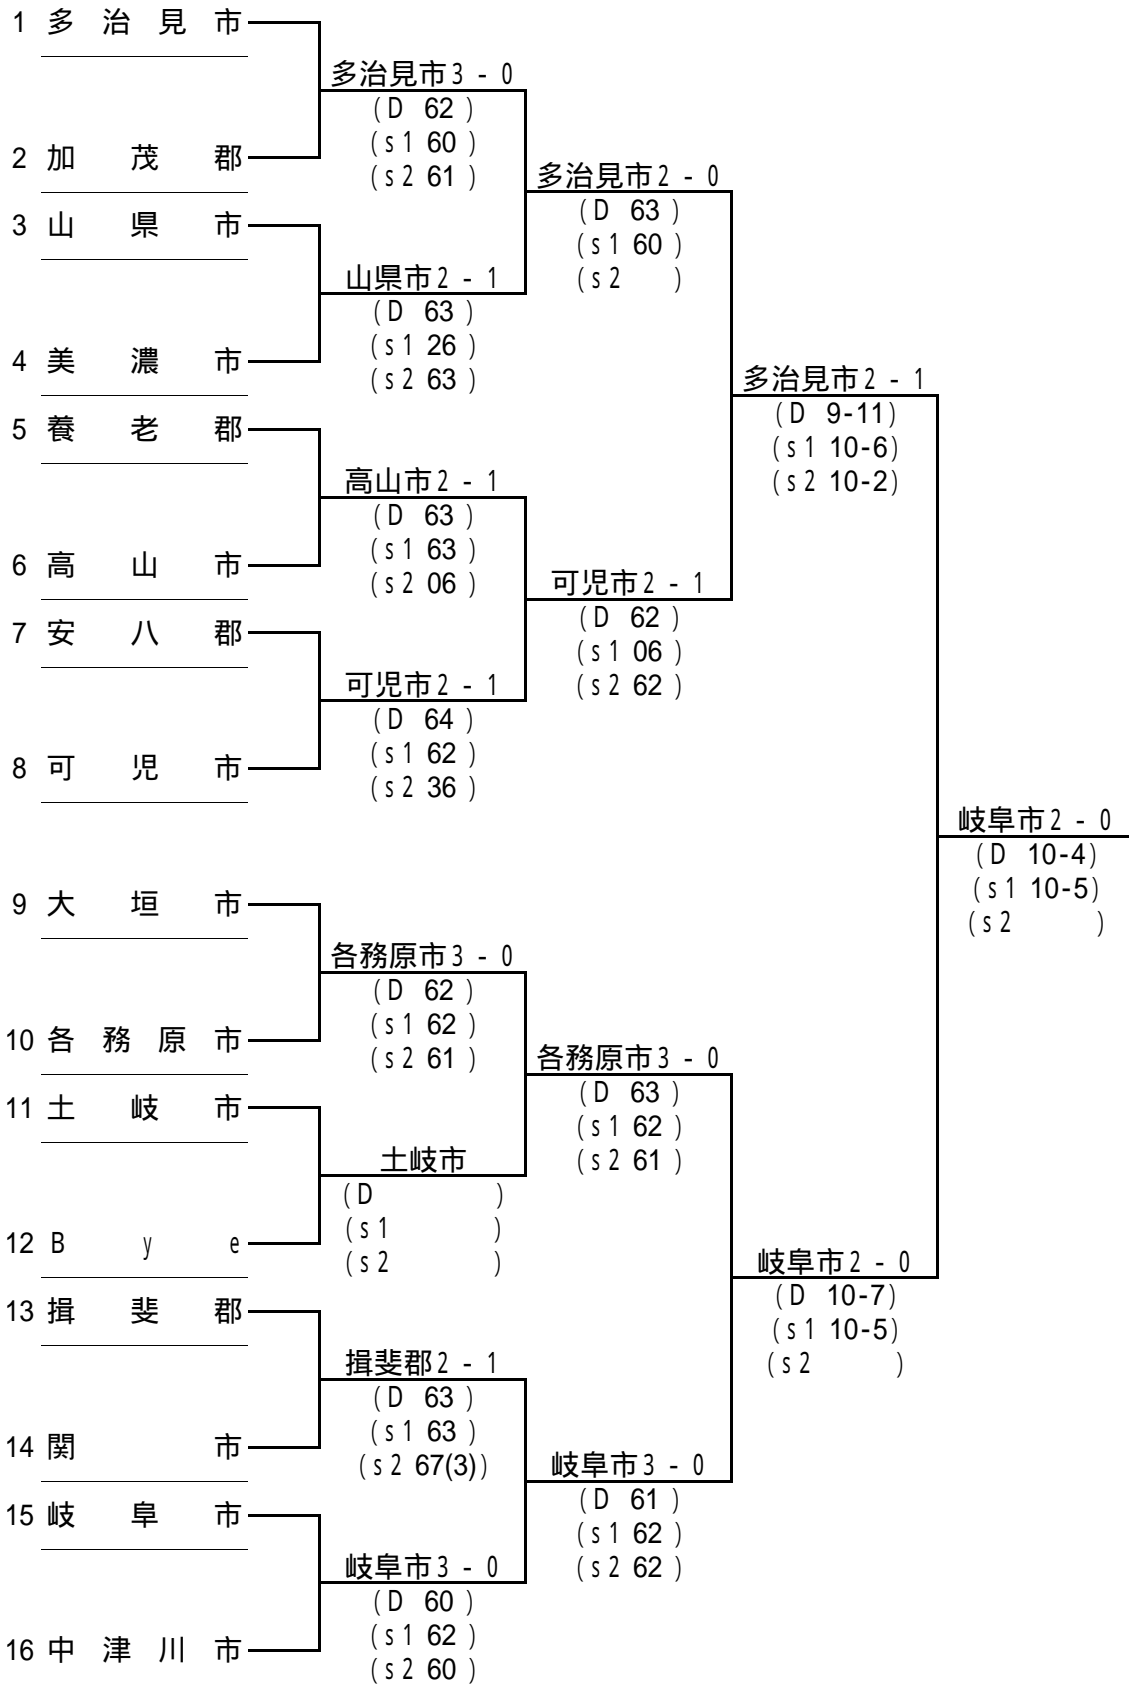 1 多治見市
多治見市3 - 0
(D 62)
(s1 60)
(s2 61)
2 加茂郡
多治見市2 - 0
(D 63)
(s1 60)
(s2 )
3 山県市
山県市2 - 1
(D 63)
(s1 26)
(s2 63)
4 美濃市
多治見市2 - 1
(D 9-11)
(s1 10-6)
(s2 10-2)
5 養老郡
高山市2 - 1
(D 63)
(s1 63)
(s2 06)
6 高山市
可児市2 - 1
(D 62)
(s1 06)
(s2 62)
7 安八郡
可児市2 - 1
(D 64)
(s1 62)
(s2 36)
8 可児市
岐阜市2 - 0
(D 10-4)
(s1 10-5)
(s2 )
9 大垣市
各務原市3 - 0
(D 62)
(s1 62)
(s2 61)
10 各務原市
各務原市3 - 0
(D 63)
(s1 62)
(s2 61)
11 土岐市
土岐市
(D )
(s1 )
(s2 )
12 Bye
岐阜市2 - 0
(D 10-7)
(s1 10-5)
(s2 )
13 揖斐郡
揖斐郡2 - 1
(D 63)
(s1 63)
(s2 67(3))
14 関市
岐阜市3 - 0
(D 61)
(s1 62)
(s2 62)
15 岐阜市
岐阜市3 - 0
(D 60)
(s1 62)
(s2 60)
16 中津川市